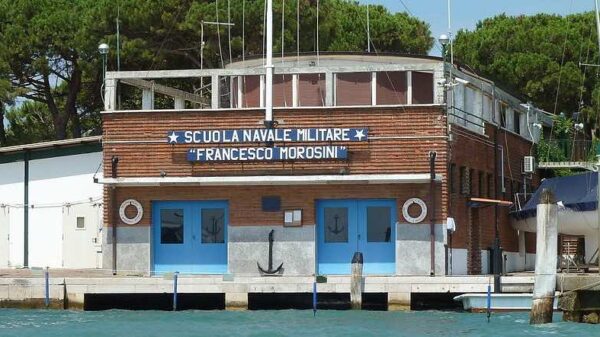 SCUOLA NAVALE MILITARE
"FRANCESCO MOROSINI"